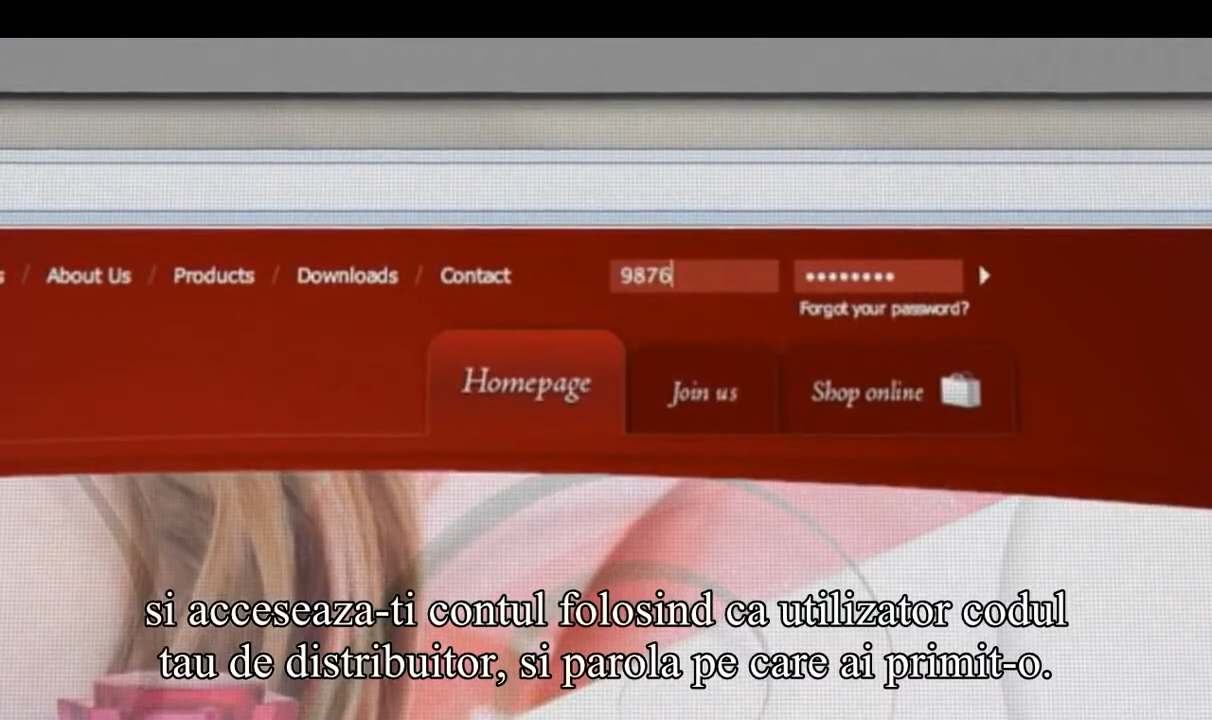 s / About Us / Products / Downloads / Contact
9876
••••••••
Forgot your password?
Homepage
Join us
Shop online
si acceseaza-ti contul folosind ca utilizator codul
tau de distribuitor, si parola pe care ai primit-o.